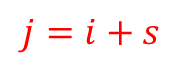 j = i + s